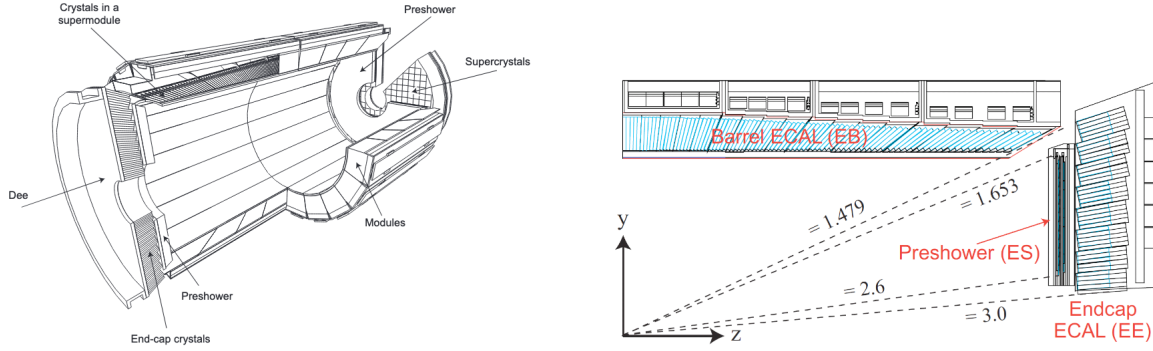 Crystals in a
supermodule
Preshower
Supercrystals
Dee
Modules
Preshower
End-cap crystals
Barrel ECAL (EB)
y
= 1.479
= 1.653
Preshower (ES)
= 2.6
= 3.0
z
Endcap
ECAL (EE)